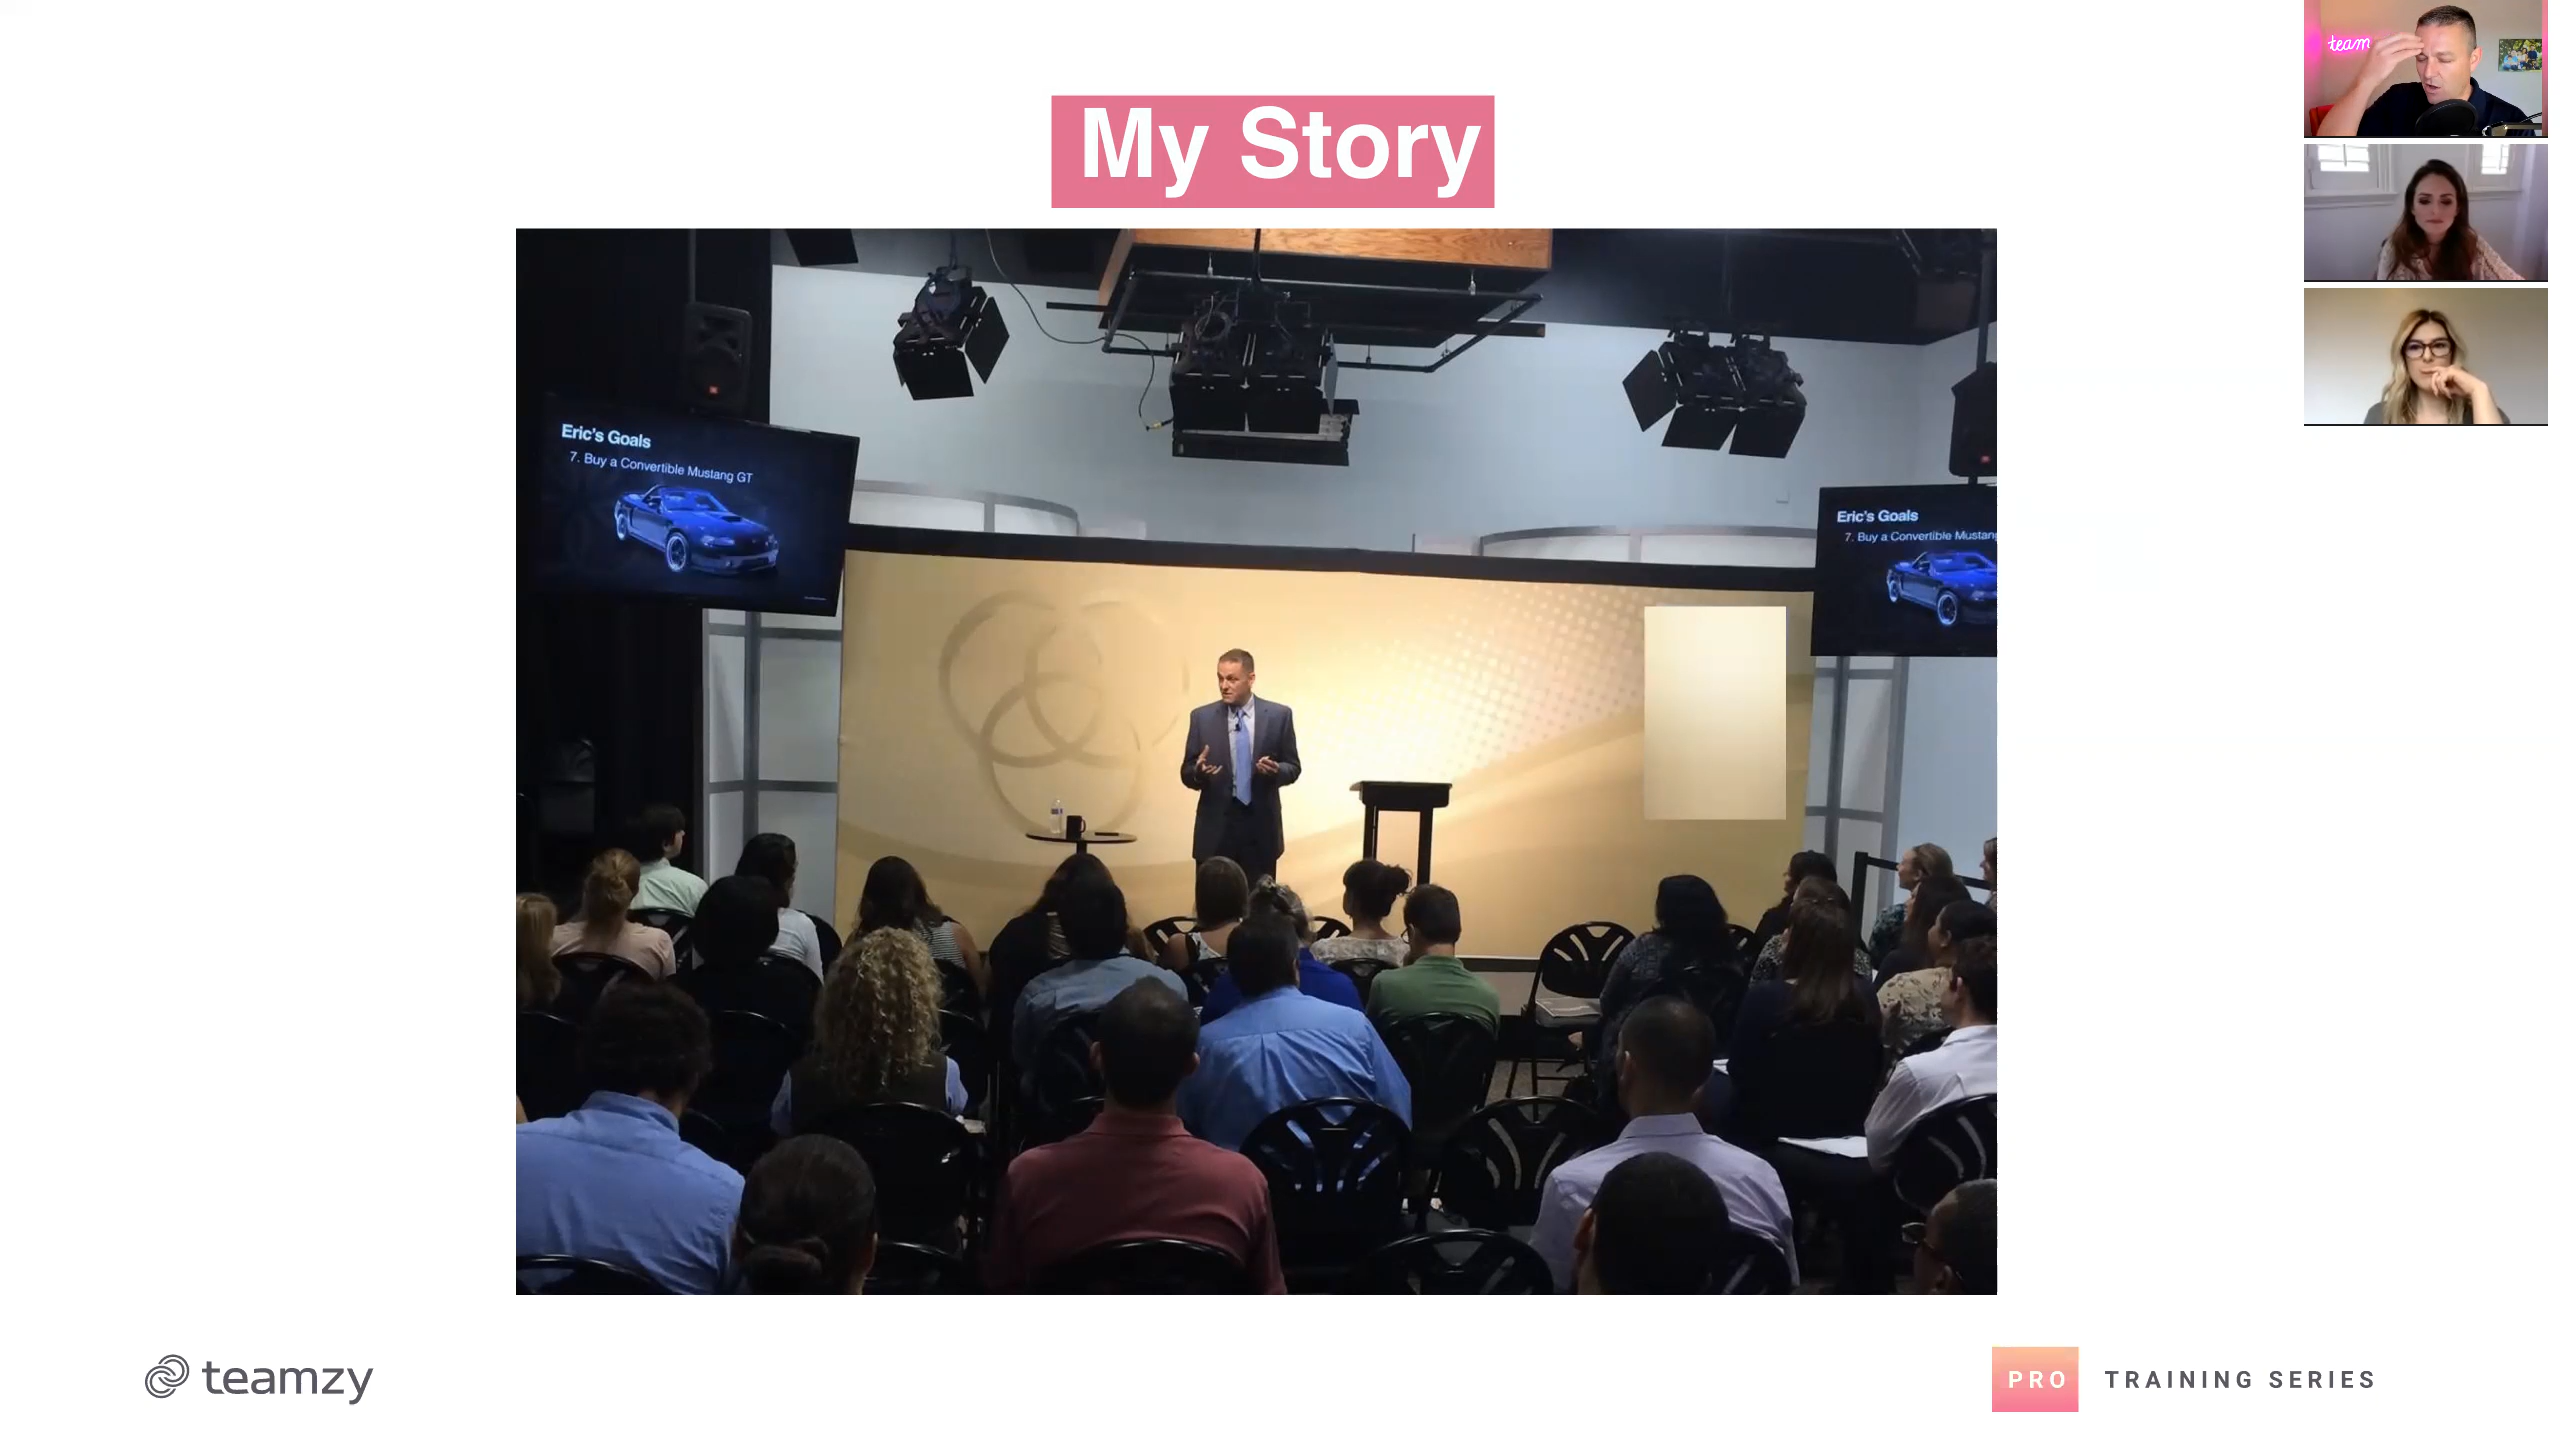 team
My Story
Eric's Goals
7. Buy a Convertible Mustang GT
Eric's Goals
7. Buy a Convertible Mustang
teamzy
PRO TRAINING SERIES